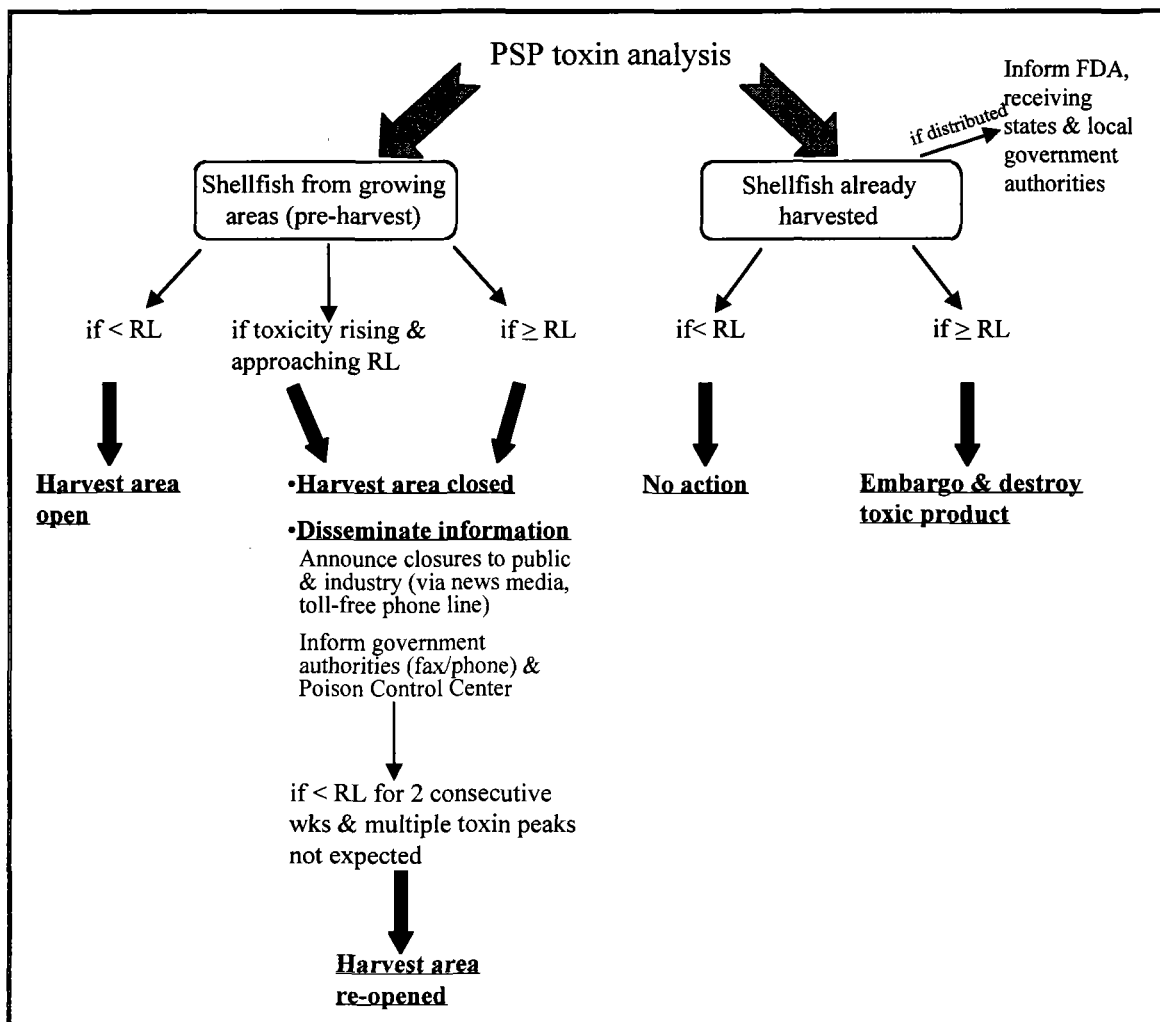 PSP toxin analysis
Inform FDA,
receiving
states & local
government
authorities
if distributed
Shellfish from growing
areas (pre-harvest)
Shellfish already
harvested
if < RL
if toxicity rising &
approaching RL
if ≥ RL
if< RL
if ≥ RL
Harvest area
open
•Harvest area closed
•Disseminate information
Announce closures to public
& industry (via news media,
toll-free phone line)
Inform government
authorities (fax/phone) &
Poison Control Center
if < RL for 2 consecutive
wks & multiple toxin peaks
not expected
Harvest area
re-opened
No action
Embargo & destroy
toxic product